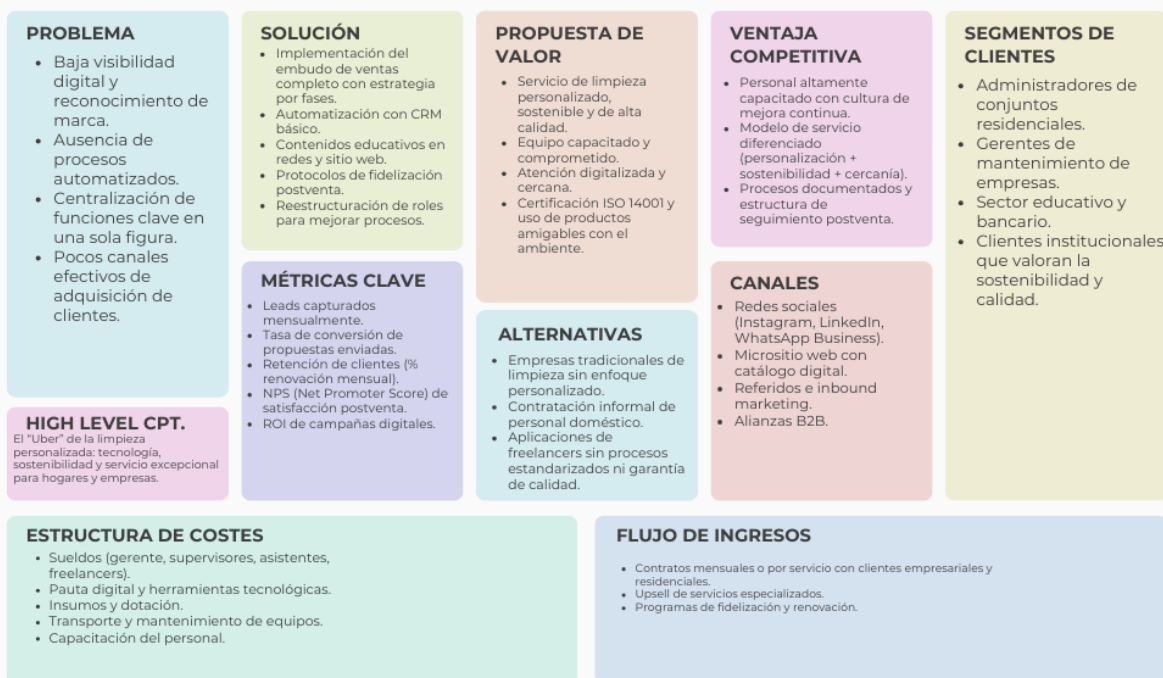 PROBLEMA
Baja visibilidad
digital y
reconocimiento de
marca.
Ausencia de
procesos
automatizados.
Centralización de
funciones clave en
una sola figura.
Pocos canales
efectivos de
adquisición de
clientes.
HIGH LEVEL CPT.
El "Uber" de la limpieza
personalizada: tecnología,
sostenibilidad y servicio excepcional
para hogares y empresas.
SOLUCIÓN
Implementación del
embudo de ventas
completo con estrategia
por fases.
Automatización con CRM
básico.
Contenidos educativos en
redes y sitio web.
Protocolos de fidelización
postventa.
Reestructuración de roles
para mejorar procesos.
MÉTRICAS CLAVE
Leads capturados
mensualmente.
Tasa de conversión de
propuestas enviadas.
Retención de clientes (%
renovación mensual).
NPS (Net Promoter Score) de
satisfacción postventa.
ROI de campañas digitales.
PROPUESTA DE
VALOR
Servicio de limpieza
personalizado,
sostenible y de alta
calidad.
Equipo capacitado y
comprometido.
Atención digitalizada y
cercana.
Certificación ISO 14001 y
uso de productos
amigables con el
ambiente.
ALTERNATIVAS
Empresas tradicionales de
limpieza sin enfoque
personalizado.
Contratación informal de
personal doméstico.
Aplicaciones de
freelancers sin procesos
estandarizados ni garantía
de calidad.
VENTAJA
COMPETITIVA
Personal altamente
capacitado con cultura de
mejora continua.
Modelo de servicio
diferenciado
(personalización +
sostenibilidad + cercanía).
Procesos documentados y
estructura de
seguimiento postventa.
CANALES
Redes sociales
(Instagram, LinkedIn,
WhatsApp Business).
Micrositio web con
catálogo digital.
Referidos e inbound
marketing.
Alianzas B2B.
SEGMENTOS DE
CLIENTES
Administradores de
conjuntos
residenciales.
Gerentes de
mantenimiento de
empresas.
Sector educativo y
bancario.
Clientes institucionales
que valoran la
sostenibilidad y
calidad.
ESTRUCTURA DE COSTES
Sueldos (gerente, supervisores, asistentes,
freelancers).
Pauta digital y herramientas tecnológicas.
Insumos y dotación.
Transporte y mantenimiento de equipos.
Capacitación del personal.
FLUJO DE INGRESOS
Contratos mensuales o por servicio con clientes empresariales y
residenciales.
Upsell de servicios especializados.
Programas de fidelización y renovación.